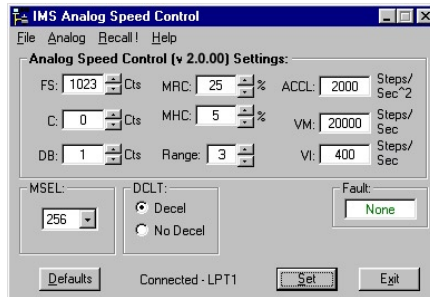 IMS Analog Speed Control
File Analog Recall! Help
Analog Speed Control (v 2.0.00) Settings:
FS: 1023 Cts MRC: 25 % ACCL: 2000 Steps/Sec^2
C: 0 Cts MHC: 5 % VM: 20000 Steps/Sec
DB: 1 Cts Range: 3 VI: 400 Steps/Sec
MSEL: DCLT: Fault:
256 Decel None
No Decel
Defaults Connected - LPT1 Set Exit